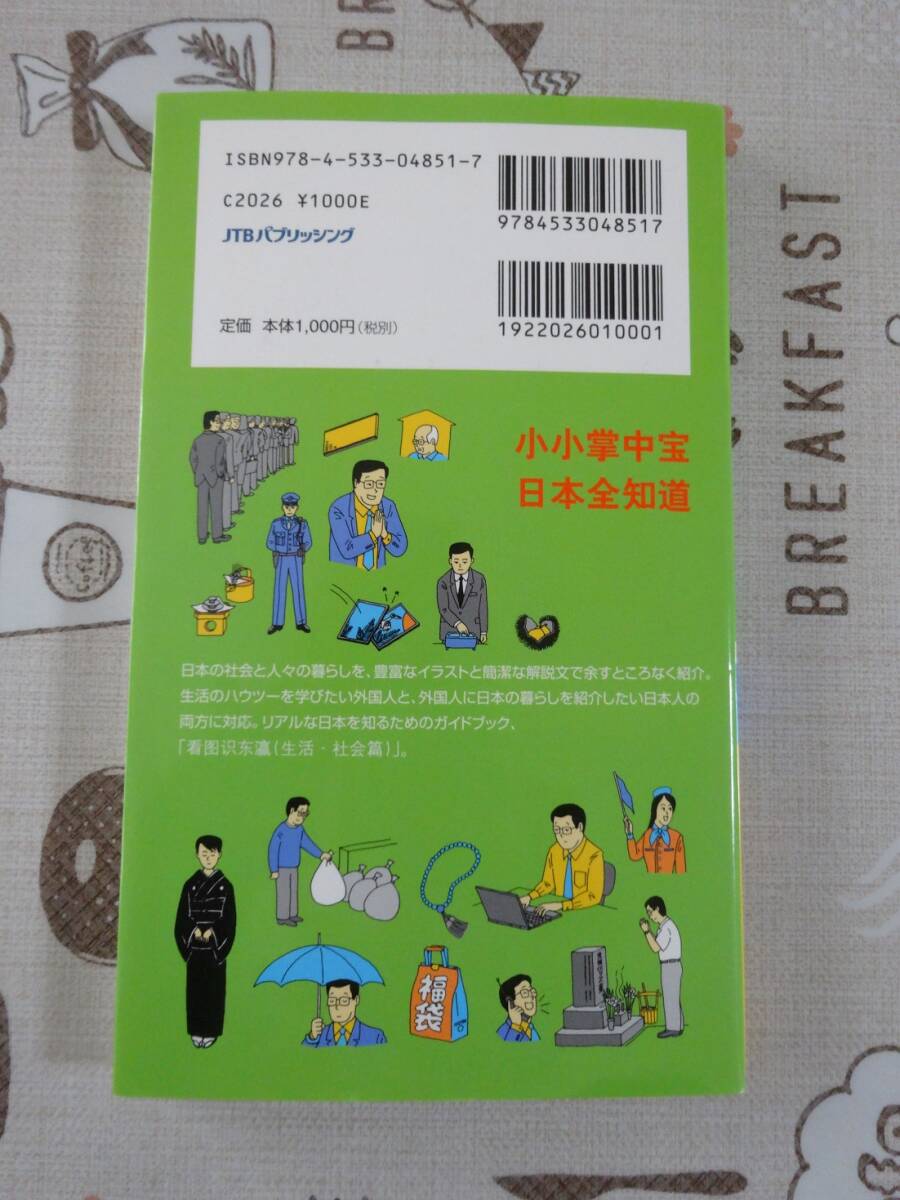 BREAKFAST
ISBN978-4-533-04851-7
C2026 ¥1000E
JTBパブリッシング
定価 本体1,000円(税別)
9784533048517
1922026010001
小小掌中宝
日本全知道
日本の社会と人々の暮らしを、豊富なイラストと簡潔な解説文で余すところなく紹介。
生活のハウツーを学びたい外国人と、外国人に日本の暮らしを紹介したい日本人の
両方に対応。リアルな日本を知るためのガイドブック、
「看图识东瀛(生活・社会篇)」。
福袋